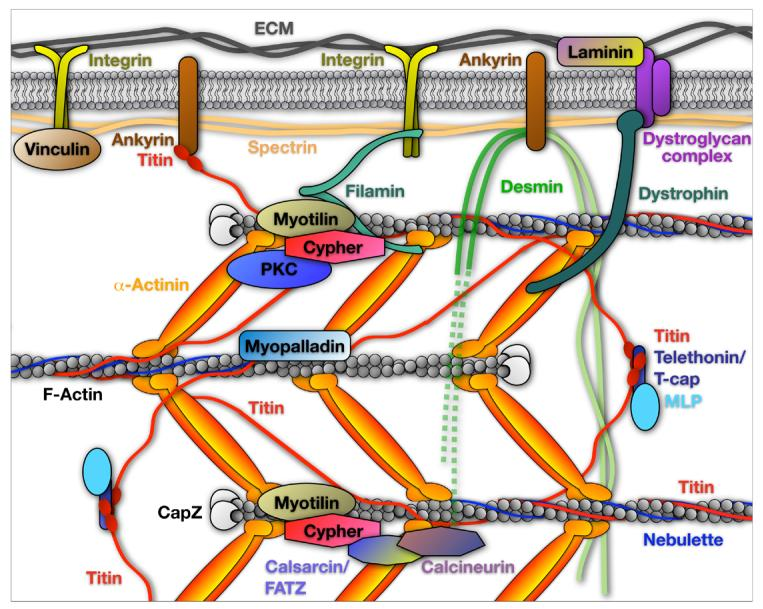 ECM
Integrin
Integrin
Ankyrin
Laminin
Vinculin
Ankyrin
Titin
Spectrin
Dystroglycan
complex
Filamin
Desmin
Dystrophin
Myotilin
Cypher
PKC
α-Actinin
Myopalladin
F-Actin
Titin
Titin
Telethonin/
T-cap
MLP
CapZ
Myotilin
Cypher
Titin
Nebulette
Titin
Calsarcin/
FATZ
Calcineurin